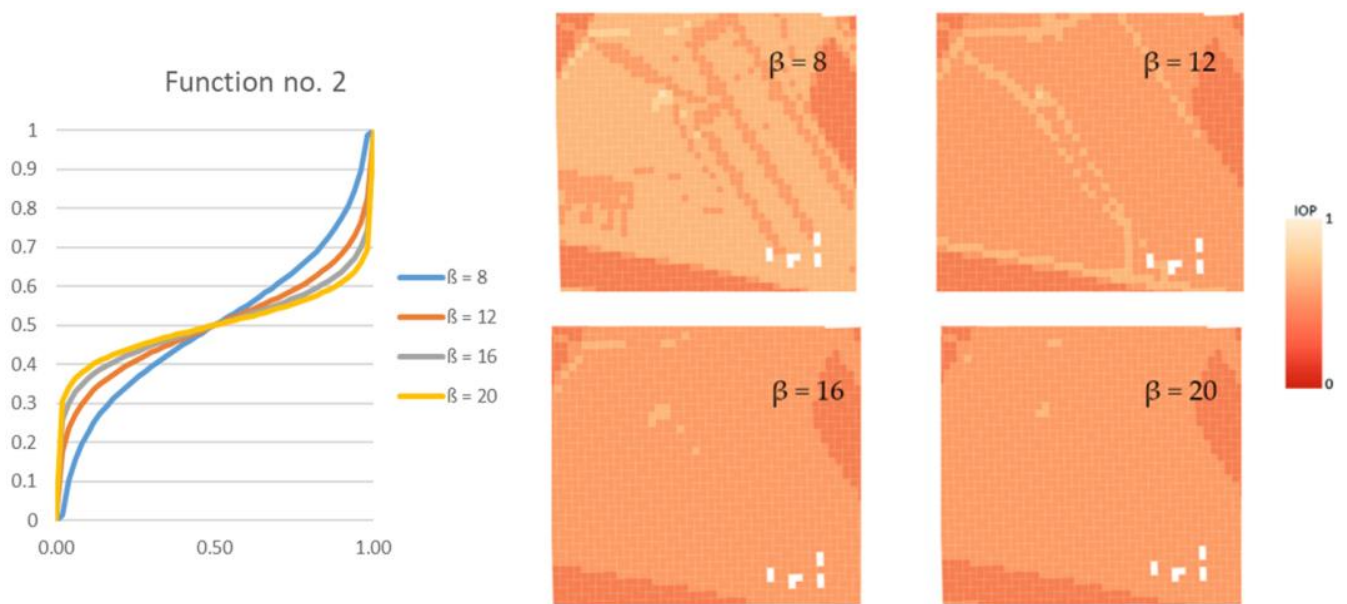 Function no. 2
1
0.9
0.8
0.7
0.6
0.5
0.4
0.3
0.2
0.1
0
0.00 0.50 1.00
ß = 8
ß = 12
ß = 16
ß = 20
β = 8
β = 12
β = 16
β = 20
IOP
1
0